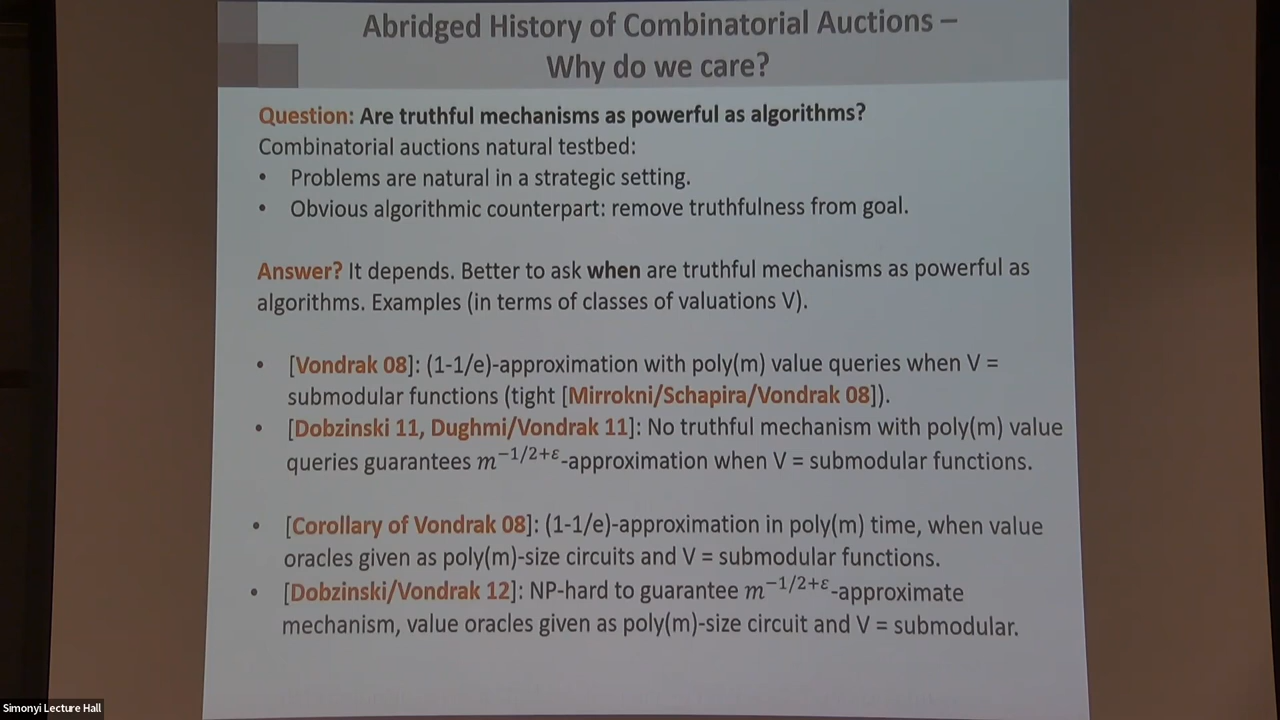 Abridged History of Combinatorial Auctions –
Why do we care?
Question: Are truthful mechanisms as powerful as algorithms?
Combinatorial auctions natural testbed:
• Problems are natural in a strategic setting.
• Obvious algorithmic counterpart: remove truthfulness from goal.
Answer? It depends. Better to ask when are truthful mechanisms as powerful as
algorithms. Examples (in terms of classes of valuations V).
• [Vondrak 08]: (1-1/e)-approximation with poly(m) value queries when V =
submodular functions (tight [Mirrokni/Schapira/Vondrak 08]).
• [Dobzinski 11, Dughmi/Vondrak 11]: No truthful mechanism with poly(m) value
queries guarantees m^{−1/2+ε}-approximation when V = submodular functions.
• [Corollary of Vondrak 08]: (1-1/e)-approximation in poly(m) time, when value
oracles given as poly(m)-size circuits and V = submodular functions.
• [Dobzinski/Vondrak 12]: NP-hard to guarantee m^{−1/2+ε}-approximate
mechanism, value oracles given as poly(m)-size circuit and V = submodular.
Simonyi Lecture Hall